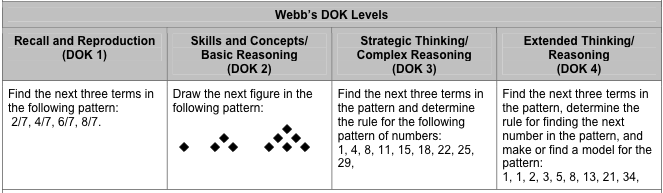 Webb’s DOK Levels
Recall and Reproduction
(DOK 1)
Skills and Concepts/
Basic Reasoning
(DOK 2)
Strategic Thinking/
Complex Reasoning
(DOK 3)
Extended Thinking/
Reasoning
(DOK 4)
Find the next three terms in
the following pattern:
2/7, 4/7, 6/7, 8/7.
Draw the next figure in the
following pattern:
Find the next three terms in
the pattern and determine
the rule for the following
pattern of numbers:
1, 4, 8, 11, 15, 18, 22, 25,
29,
Find the next three terms in
the pattern, determine the
rule for finding the next
number in the pattern, and
make or find a model for the
pattern:
1, 1, 2, 3, 5, 8, 13, 21, 34,